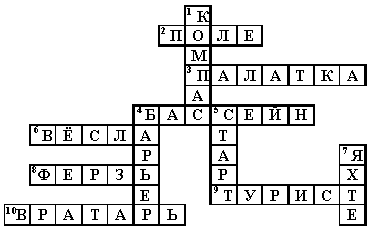 1К
2ПОЛЕ
М
3ПАЛАТКА
А
4БАС5СЕЙН
6ВЁСЛА Т
Р А 7Я
8ФЕРЗЬ Р Х
Е 9ТУРИСТ
10ВРАТАРЬ Е